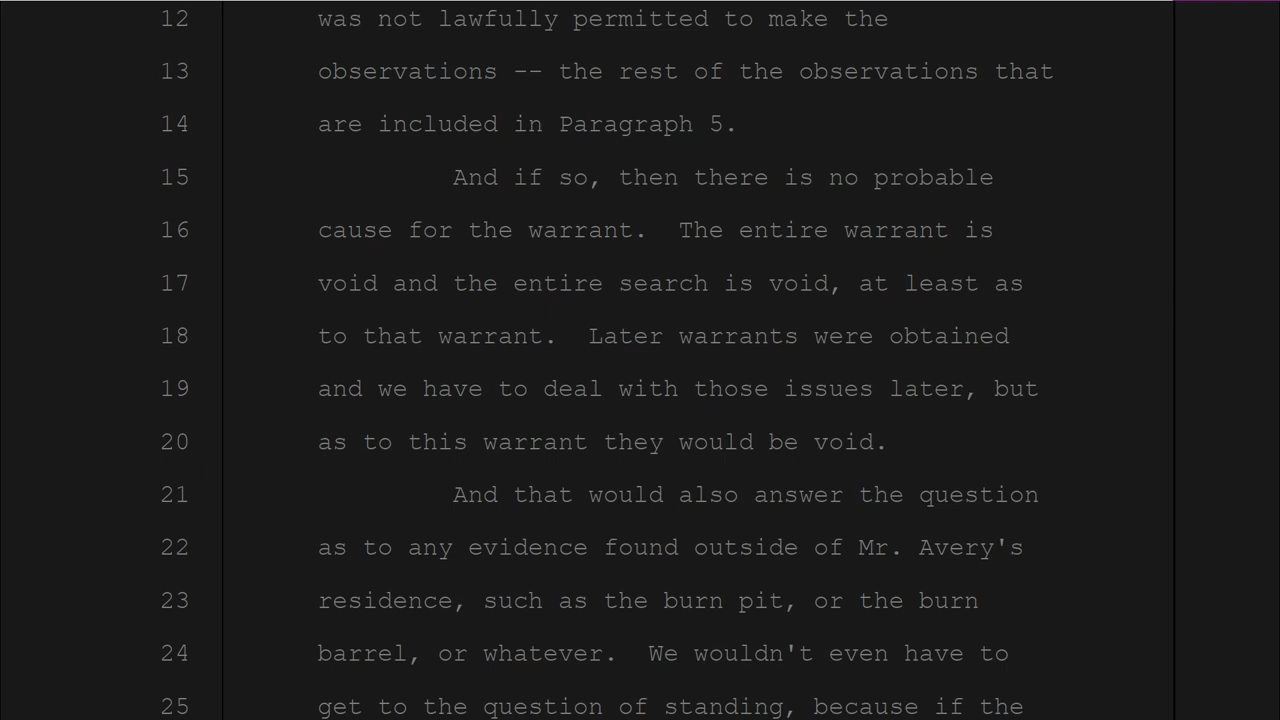 12 was not lawfully permitted to make the
13 observations -- the rest of the observations that
14 are included in Paragraph 5.
15 And if so, then there is no probable
16 cause for the warrant. The entire warrant is
17 void and the entire search is void, at least as
18 to that warrant. Later warrants were obtained
19 and we have to deal with those issues later, but
20 as to this warrant they would be void.
21 And that would also answer the question
22 as to any evidence found outside of Mr. Avery's
23 residence, such as the burn pit, or the burn
24 barrel, or whatever. We wouldn't even have to
25 get to the question of standing, because if the